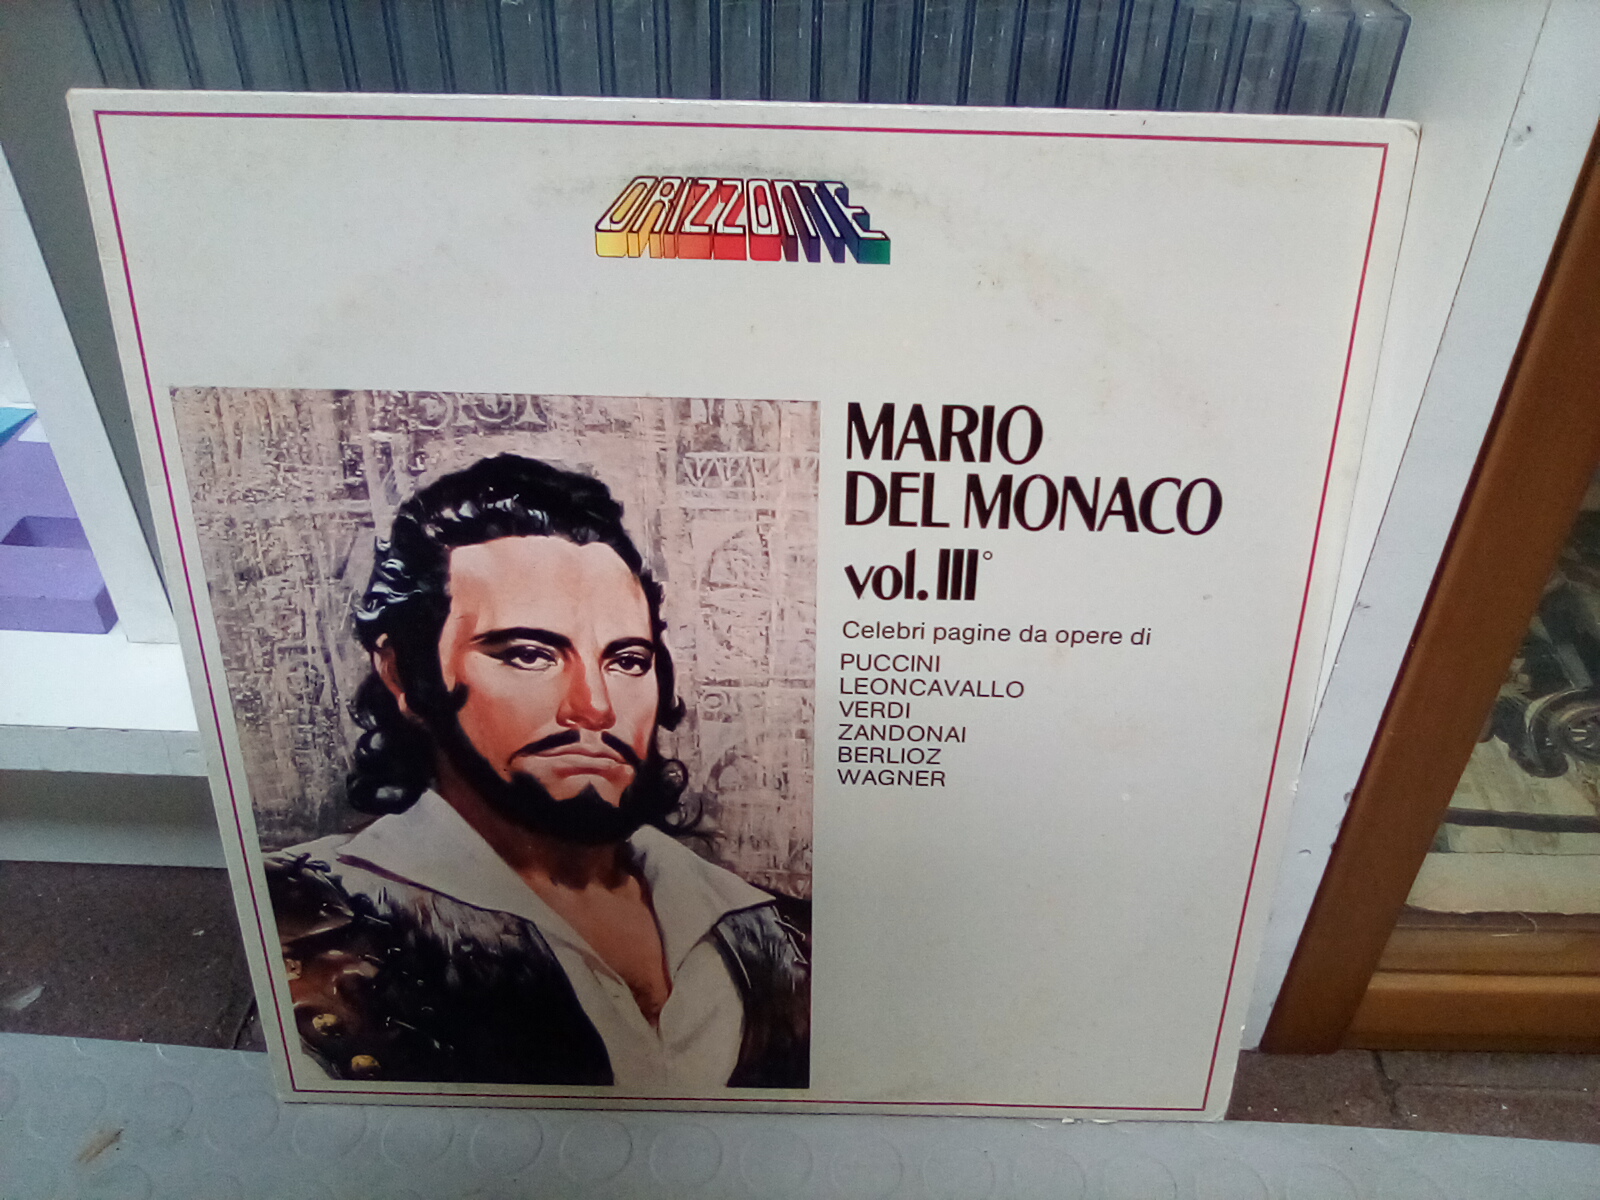 ORIZZONTE
MARIO
DEL MONACO
vol. III°
Celebri pagine da opere di
PUCCINI
LEONCAVALLO
VERDI
ZANDONAI
BERLIOZ
WAGNER